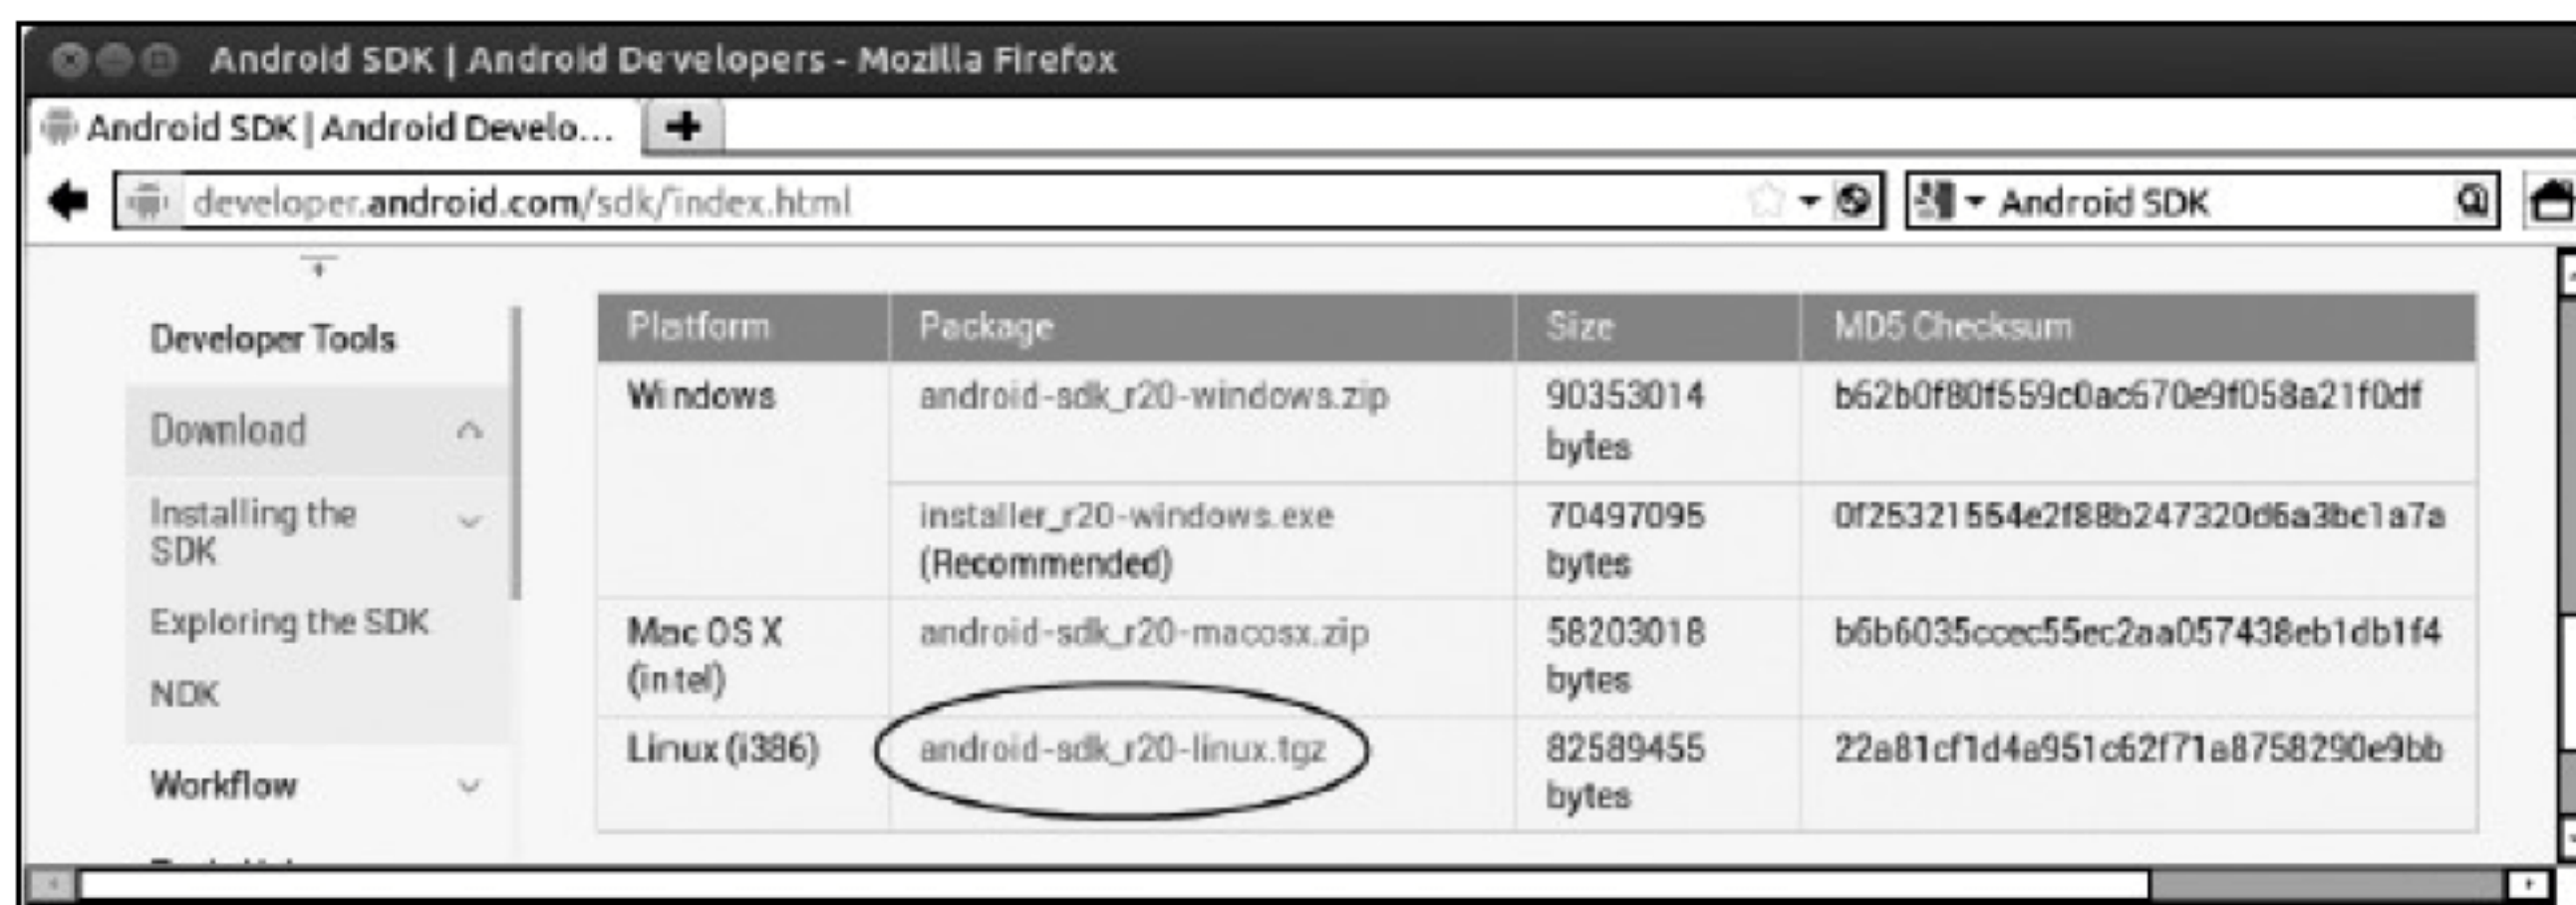 Android SDK | Android Developers - Mozilla Firefox
Android SDK | Android Develo...
developer.android.com/sdk/index.html
Android SDK
Developer Tools
Download
Installing the
SDK
Exploring the SDK
NDK
Workflow
Platform Package Size MD5 Checksum
Windows android-sdk_r20-windows.zip 90353014 b62b0f80f559c0ac670e9f058a21f0df
bytes
installer_r20-windows.exe 70497095 0f25321554e2f88b247320d6a3bc1a7a
(Recommended) bytes
Mac OS X android-sdk_r20-macosx.zip 58203018 b6b6035ccec55ec2aa057438eb1db1f4
(intel) bytes
Linux (i386) android-sdk_r20-linux.tgz 82589455 22a81cf1d4a951c62f71a8758290e9bb
bytes